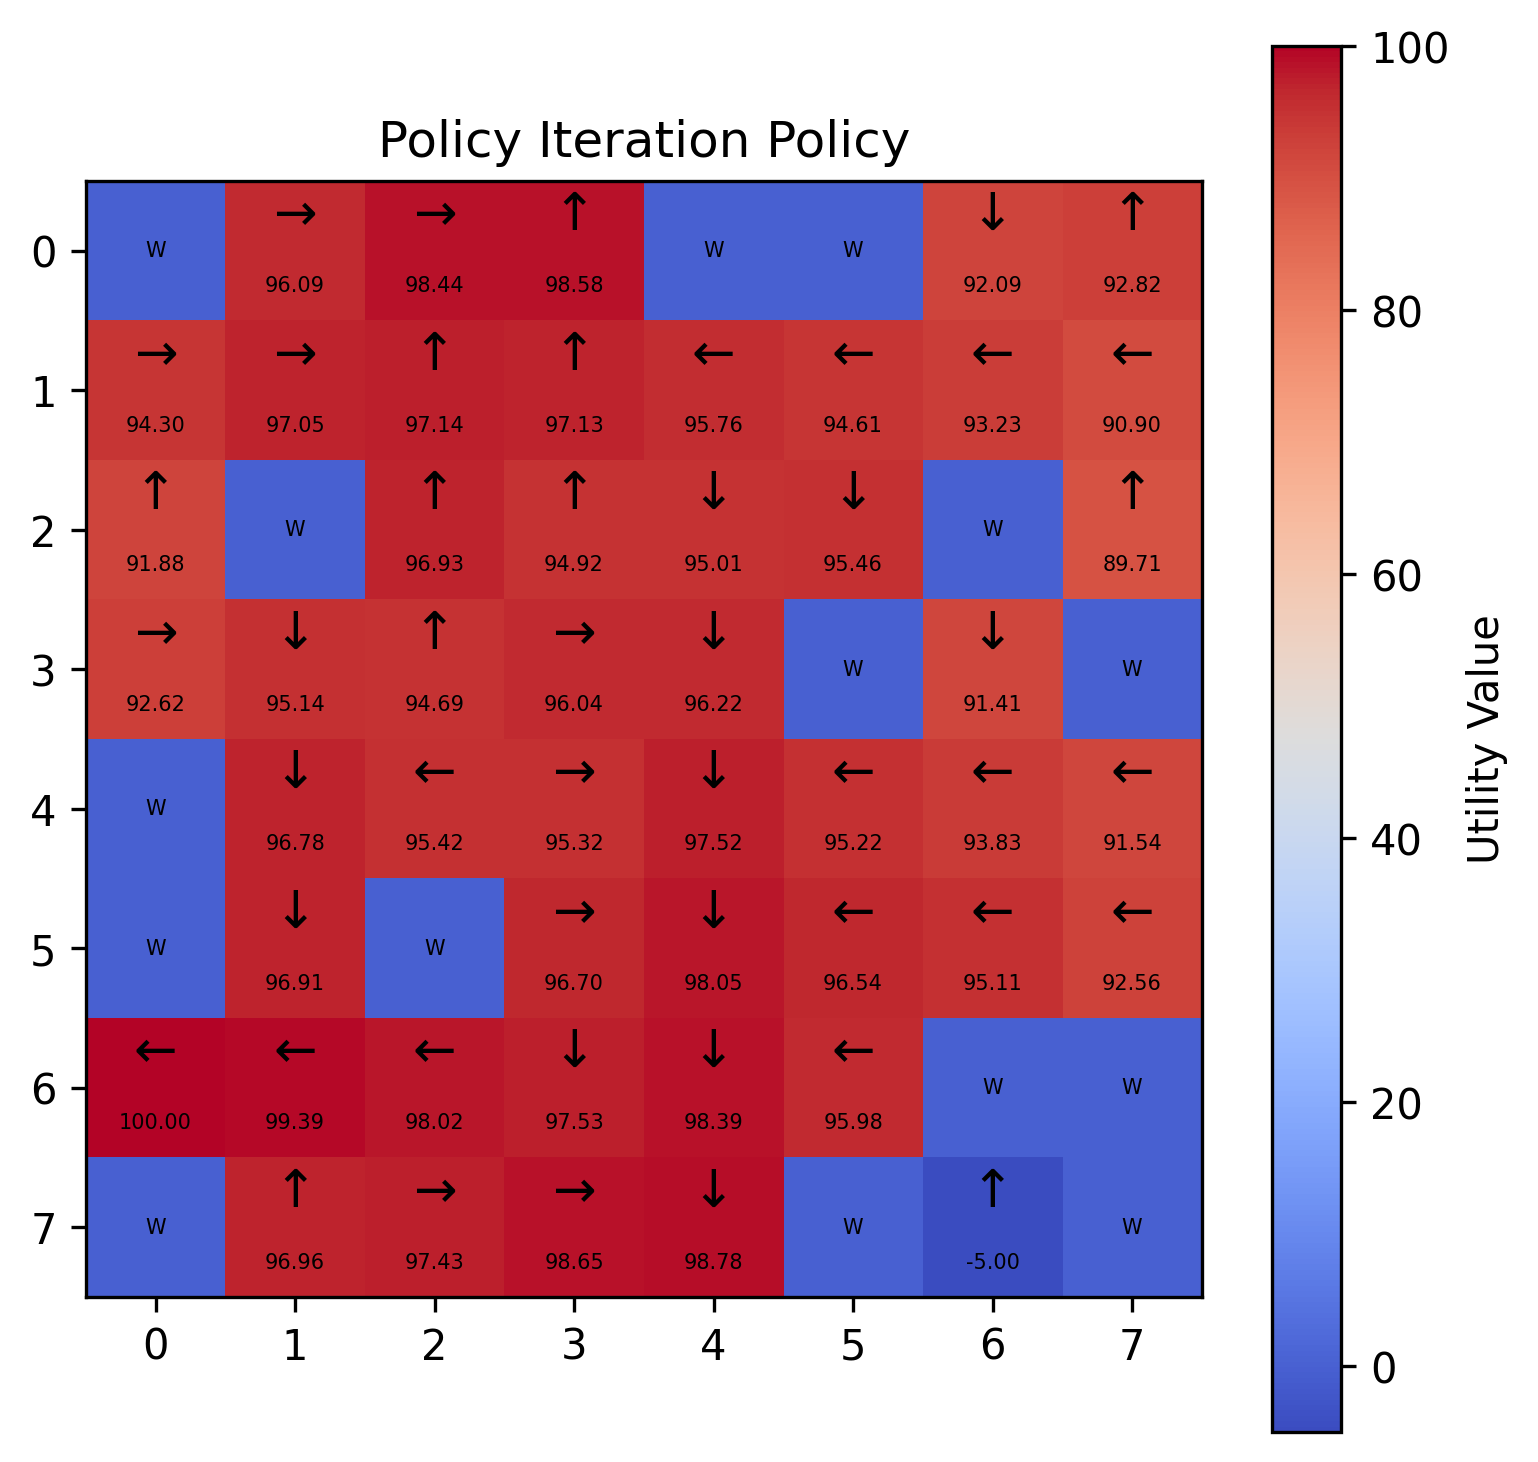 Policy Iteration Policy
100
80
60
40
20
0
Utility Value
0 W → → ↑ W W ↓ ↑
96.09 98.44 98.58 92.09 92.82
1 → → ↑ ↑ ← ← ← ←
94.30 97.05 97.14 97.13 95.76 94.61 93.23 90.90
2 ↑ W ↑ ↑ ↓ ↓ W ↑
91.88 96.93 94.92 95.01 95.46 89.71
3 → ↓ ↑ → ↓ W ↓ W
92.62 95.14 94.69 96.04 96.22 91.41
4 W ↓ ← → ↓ ← ← ←
96.78 95.42 95.32 97.52 95.22 93.83 91.54
5 W ↓ W → ↓ ← ← ←
96.91 96.70 98.05 96.54 95.11 92.56
6 ← ← ← ↓ ↓ ← W W
100.00 99.39 98.02 97.53 98.39 95.98
7 W ↑ → → ↓ W ↑ W
96.96 97.43 98.65 98.78 -5.00
0 1 2 3 4 5 6 7